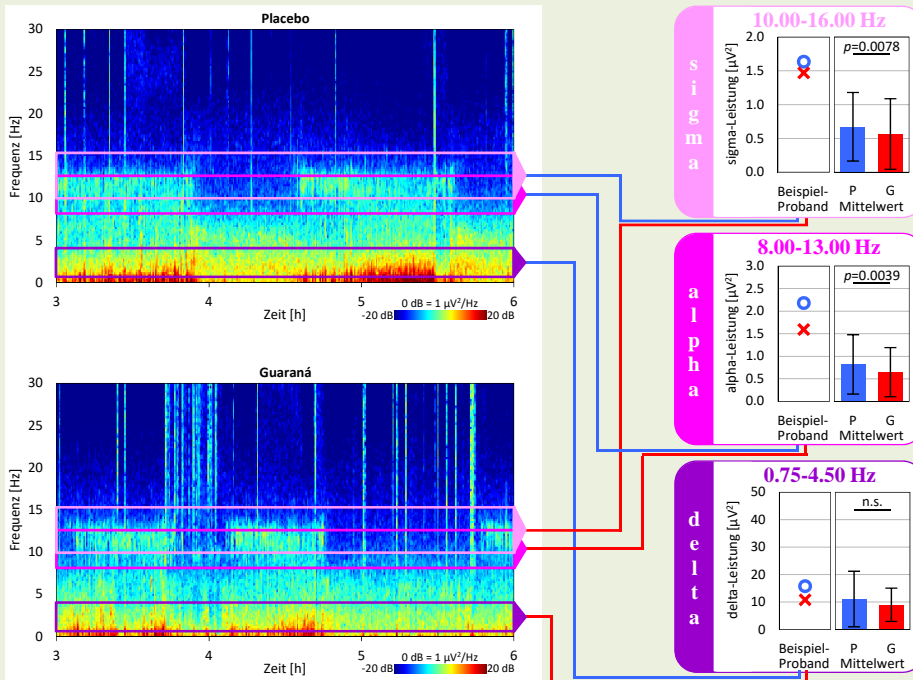 Placebo
30
25
20
15
10
5
0
Frequenz [Hz]
3 4 5 6
Zeit [h]
0 dB = 1 µV²/Hz
-20 dB 20 dB
Guaraná
30
25
20
15
10
5
0
Frequenz [Hz]
3 4 5 6
Zeit [h]
0 dB = 1 µV²/Hz
-20 dB 20 dB
sigma
10.00-16.00 Hz
2.0
1.5
1.0
0.5
0.0
sigma-Leistung [µV²]
p=0.0078
Beispiel-
Proband
P G
Mittelwert
alpha
8.00-13.00 Hz
3.0
2.5
2.0
1.5
1.0
0.5
0.0
alpha-Leistung [µV²]
p=0.0039
Beispiel-
Proband
P G
Mittelwert
delta
0.75-4.50 Hz
50
40
30
20
10
0
delta-Leistung [µV²]
n.s.
Beispiel-
Proband
P G
Mittelwert